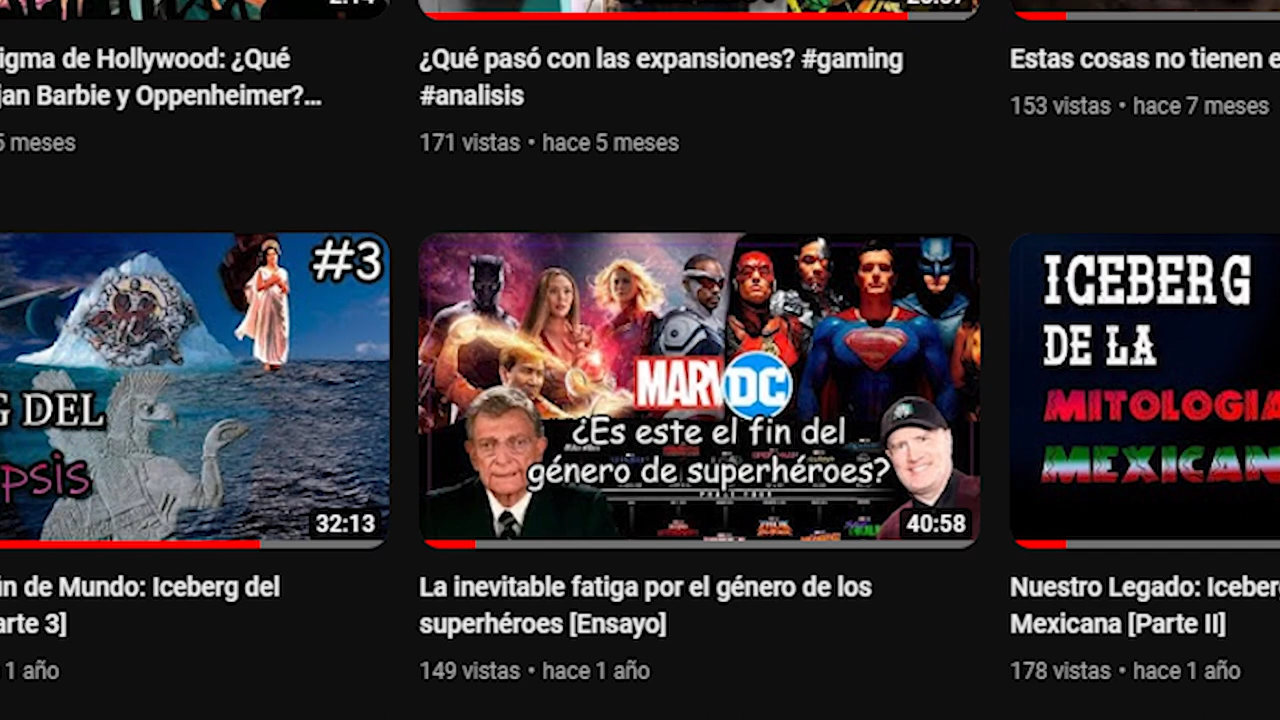 igma de Hollywood: ¿Qué
jan Barbie y Oppenheimer?...
5 meses
¿Qué pasó con las expansiones? #gaming
#analisis
171 vistas • hace 5 meses
Estas cosas no tienen e
153 vistas • hace 7 meses
#3
G DEL
psis
32:13
in de Mundo: Iceberg del
arte 3]
1 año
MARV DC
¿Es este el fin del
género de superhéroes?
40:58
La inevitable fatiga por el género de los
superhéroes [Ensayo]
149 vistas • hace 1 año
ICEBERG
DE LA
MITOLOGIA
MEXICAN
Nuestro Legado: Iceberg
Mexicana [Parte II]
178 vistas • hace 1 año